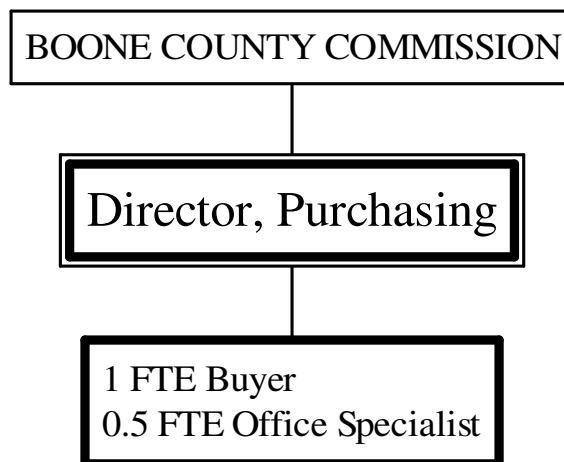 BOONE COUNTY COMMISSION
Director, Purchasing
1 FTE Buyer
0.5 FTE Office Specialist